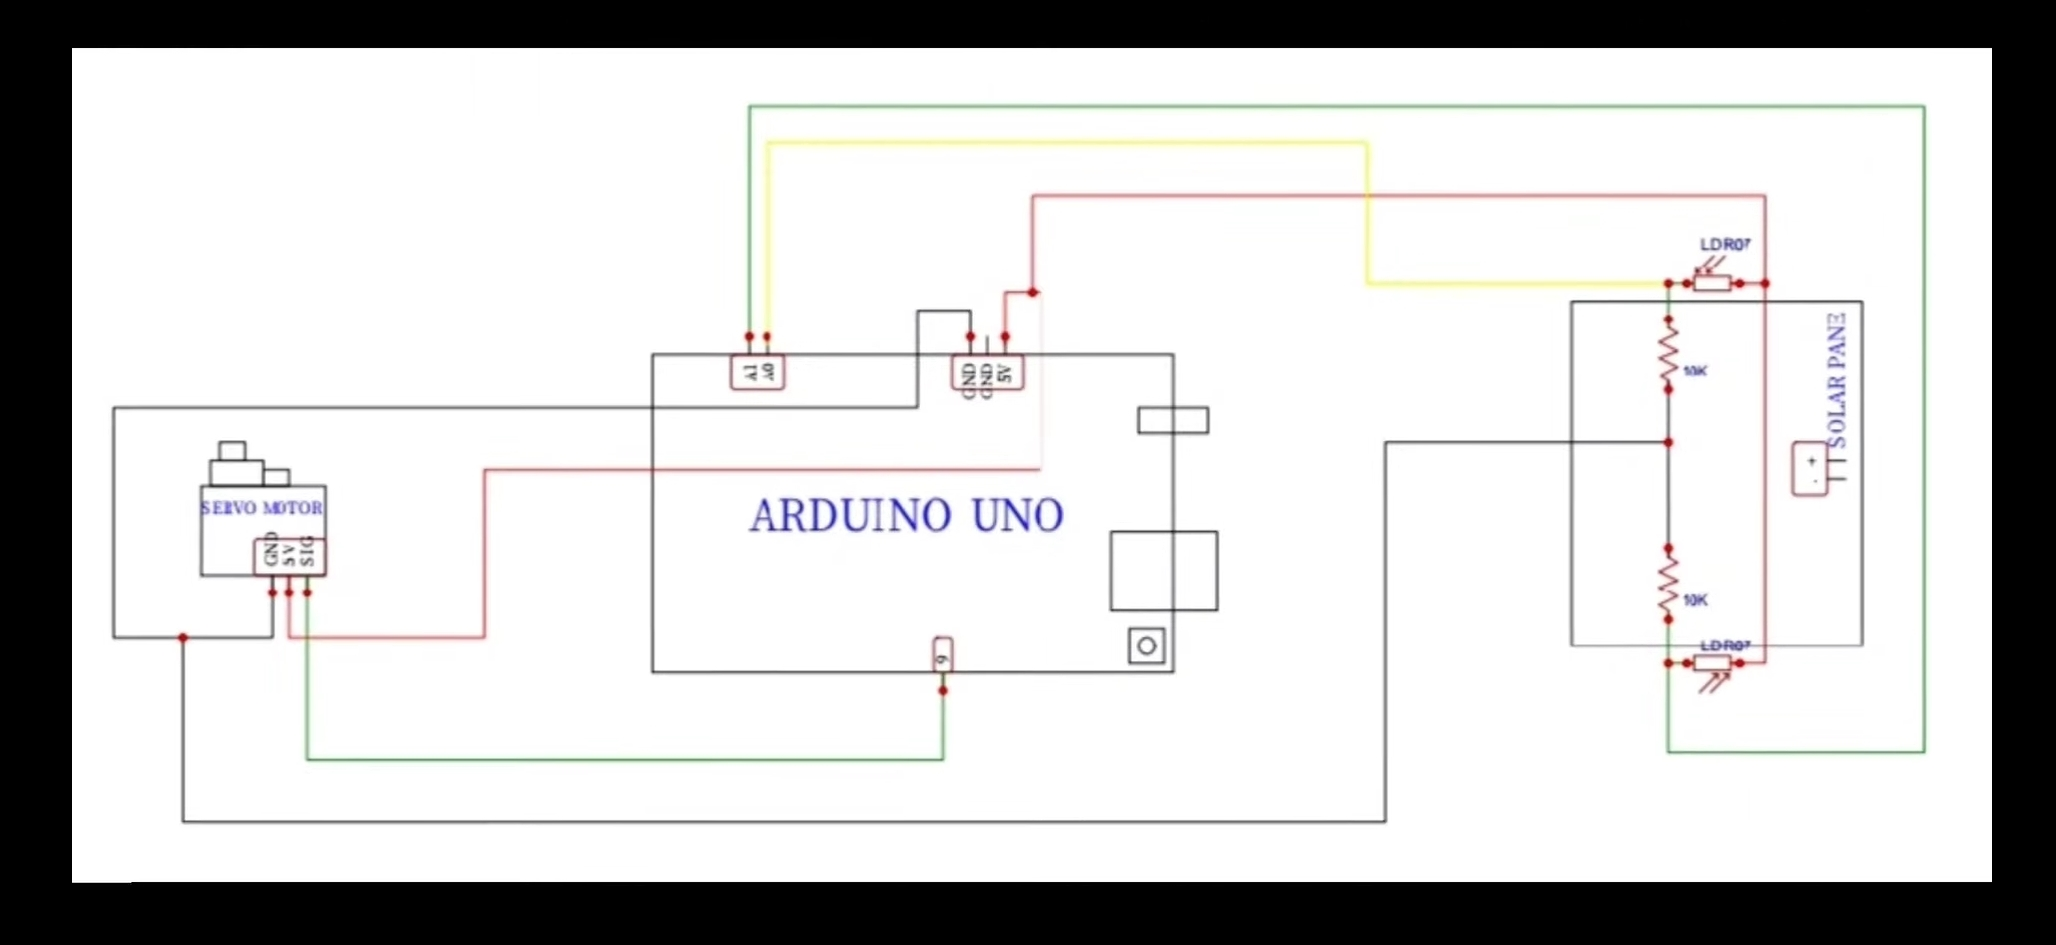 LDR07
A1
A0
GND
GND
5V
SOLAR PANE
10K
+
-
SERVO MOTOR
ARDUINO UNO
GND
5V
SIG
10K
LDR07
9